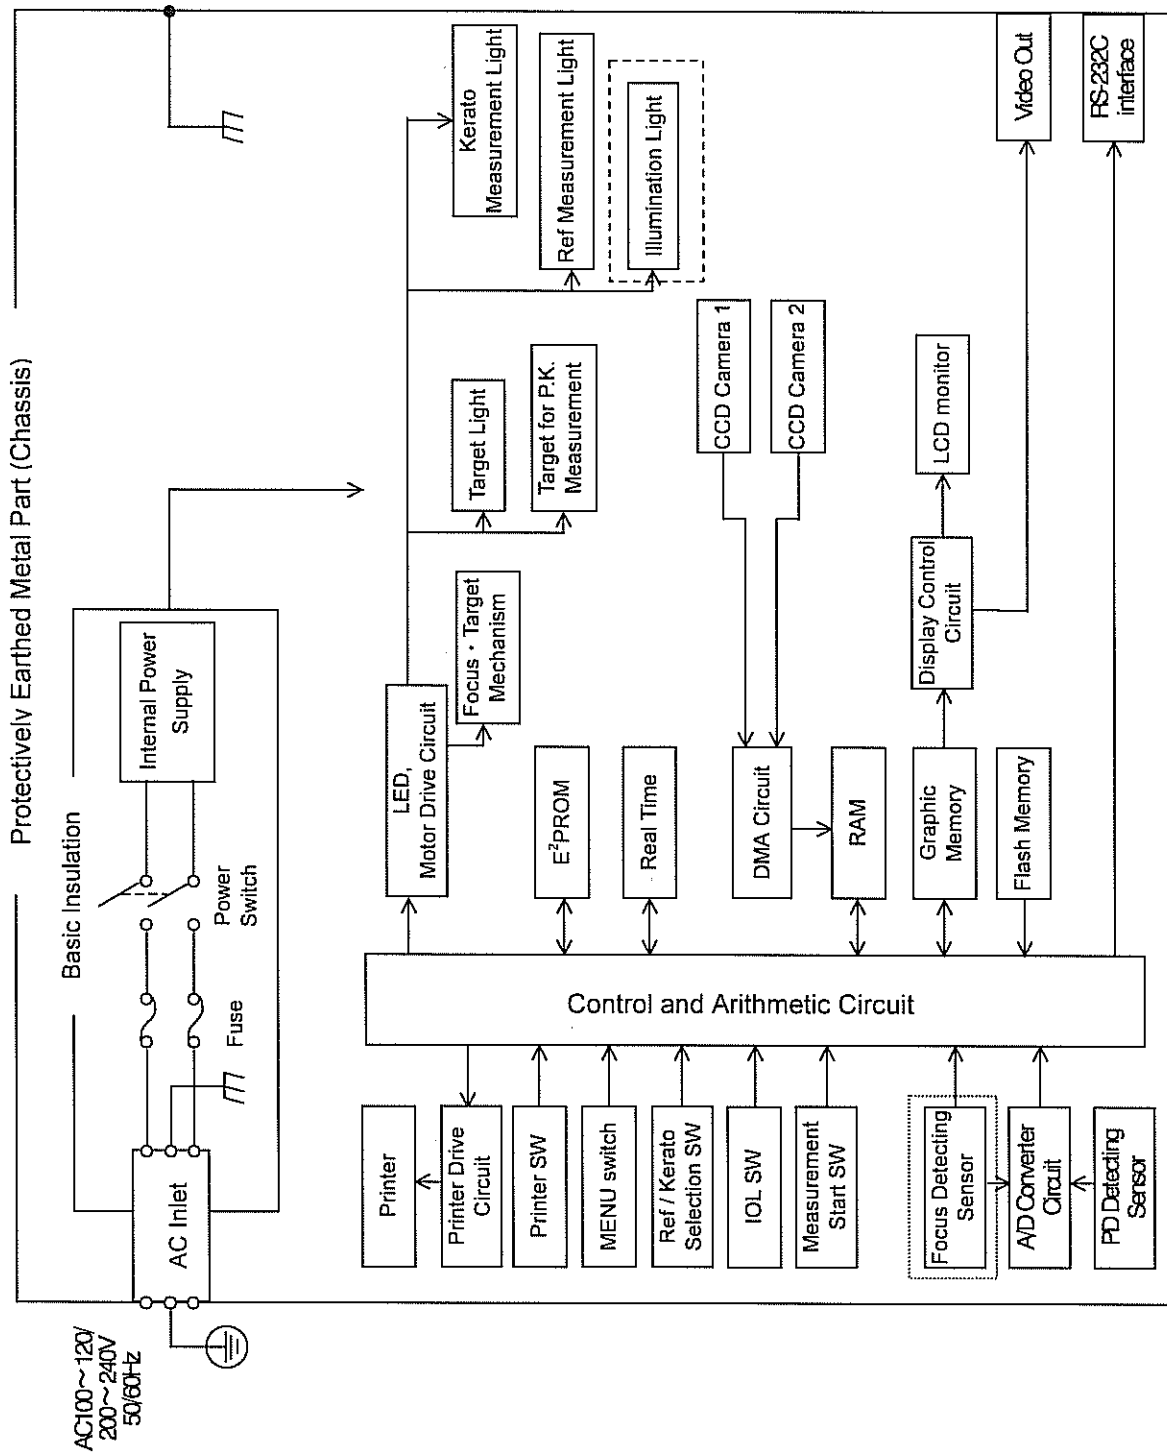 Protectively Earthed Metal Part (Chassis)
AC100～120/
200～240V
50/60Hz
AC Inlet
Basic Insulation
Fuse
Power
Switch
Internal Power
Supply
Printer
Printer Drive
Circuit
Printer SW
MENU switch
Ref / Kerato
Selection SW
IOL SW
Measurement
Start SW
Focus Detecting
Sensor
A/D Converter
Circuit
PD Detecting
Sensor
Control and Arithmetic Circuit
LED,
Motor Drive Circuit
Focus・Target
Mechanism
E²PROM
Real Time
DMA Circuit
RAM
Graphic
Memory
Flash Memory
Target Light
Target for P.K.
Measurement
CCD Camera 1
CCD Camera 2
Display Control
Circuit
LCD monitor
Kerato
Measurement Light
Ref Measurement Light
Illumination Light
Video Out
RS-232C
interface